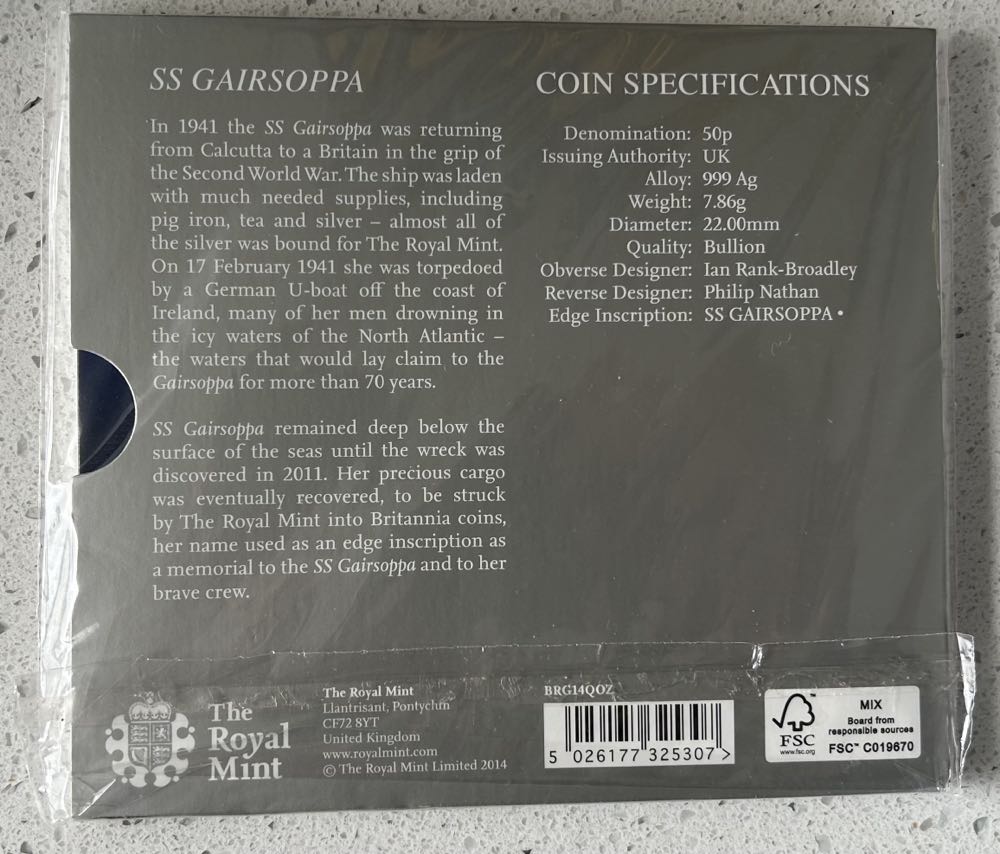 SS GAIRSOPPA
In 1941 the SS Gairsoppa was returning
from Calcutta to a Britain in the grip of
the Second World War. The ship was laden
with much needed supplies, including
pig iron, tea and silver – almost all of
the silver was bound for The Royal Mint.
On 17 February 1941 she was torpedoed
by a German U-boat off the coast of
Ireland, many of her men drowning in
the icy waters of the North Atlantic –
the waters that would lay claim to the
Gairsoppa for more than 70 years.
SS Gairsoppa remained deep below the
surface of the seas until the wreck was
discovered in 2011. Her precious cargo
was eventually recovered, to be struck
by The Royal Mint into Britannia coins,
her name used as an edge inscription as
a memorial to the SS Gairsoppa and to her
brave crew.
COIN SPECIFICATIONS
Denomination: 50p
Issuing Authority: UK
Alloy: 999 Ag
Weight: 7.86g
Diameter: 22.00mm
Quality: Bullion
Obverse Designer: Ian Rank-Broadley
Reverse Designer: Philip Nathan
Edge Inscription: SS GAIRSOPPA •
The
Royal
Mint
The Royal Mint
Llantrisant, Pontyclun
CF72 8YT
United Kingdom
www.royalmint.com
© The Royal Mint Limited 2014
BRG14QOZ
5 026177 325307 >
FSC™
www.fsc.org
MIX
Board from
responsible sources
FSC™ C019670